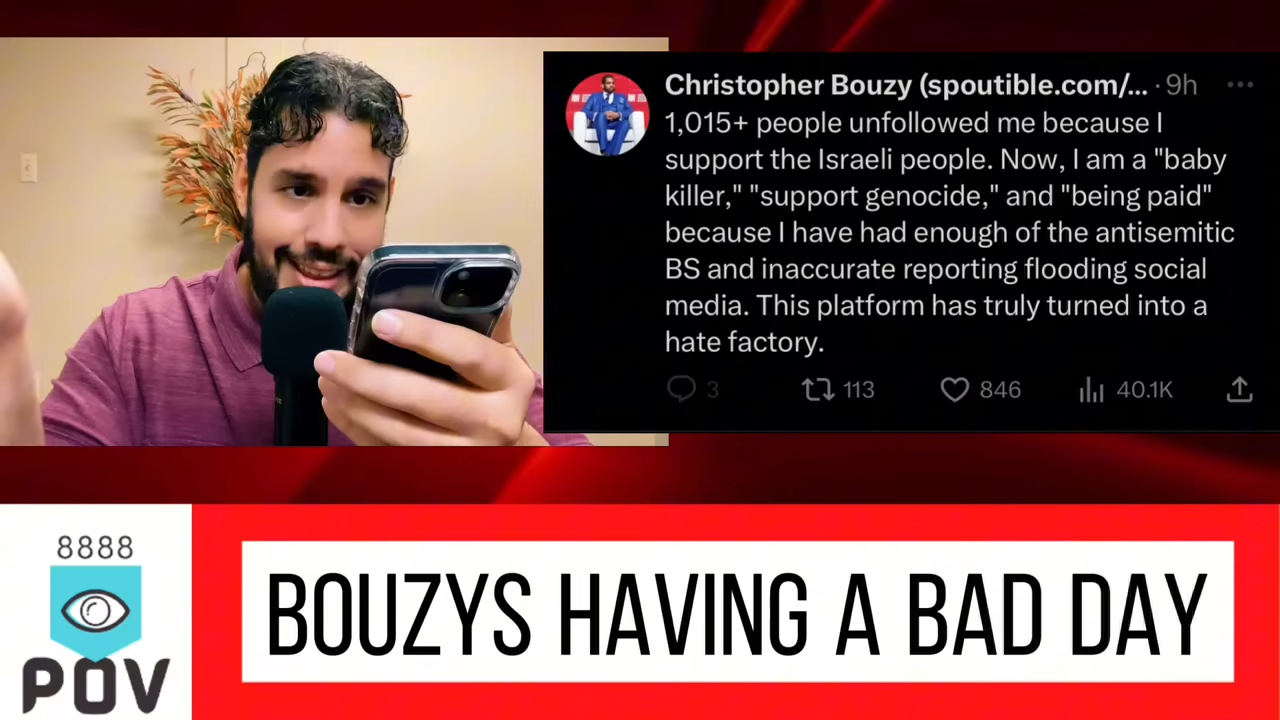 Christopher Bouzy (spoutible.com/... · 9h
1,015+ people unfollowed me because I
support the Israeli people. Now, I am a "baby
killer," "support genocide," and "being paid"
because I have had enough of the antisemitic
BS and inaccurate reporting flooding social
media. This platform has truly turned into a
hate factory.
3 113 846 40.1K
8888
POV
BOUZYS HAVING A BAD DAY